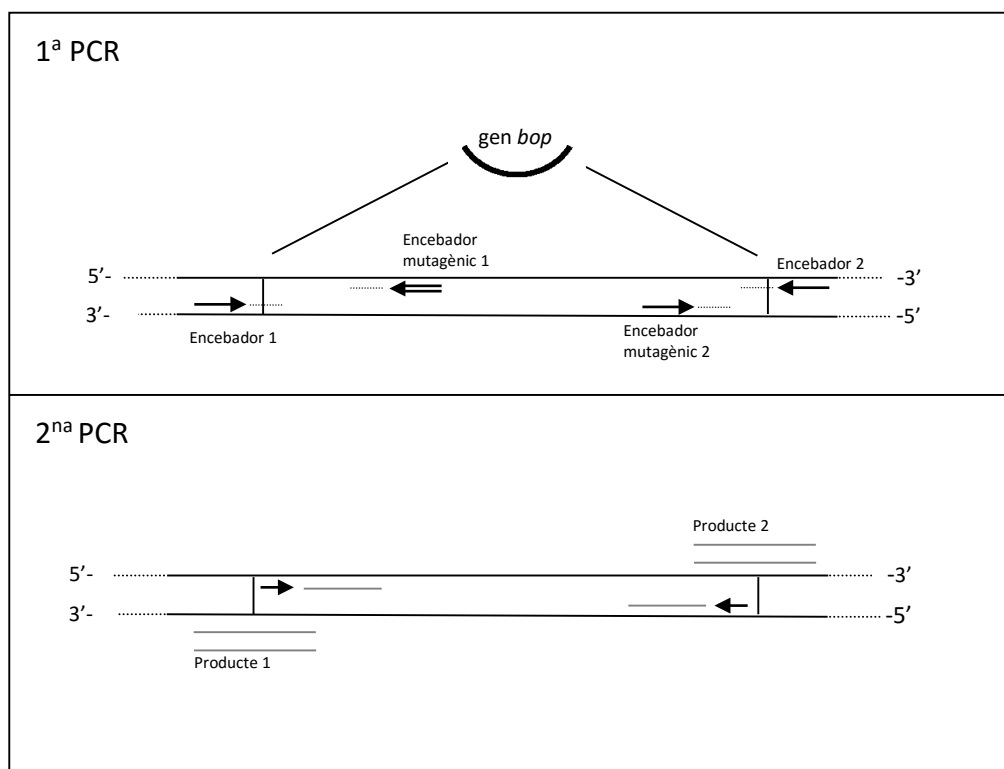 1ª PCR
gen bop
Encebador
mutagènic 1
Encebador 2
5’-
-3’
3’-
-5’
Encebador 1
Encebador
mutagènic 2
2na PCR
Producte 2
5’-
-3’
3’-
-5’
Producte 1